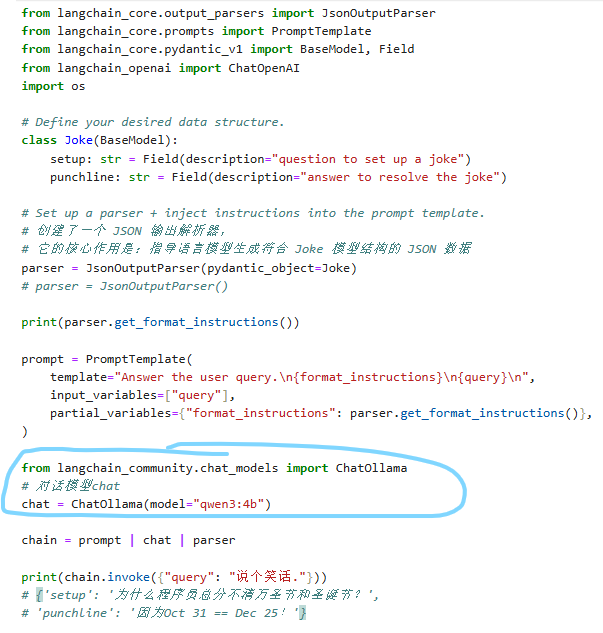 from langchain_core.output_parsers import JsonOutputParser
from langchain_core.prompts import PromptTemplate
from langchain_core.pydantic_v1 import BaseModel, Field
from langchain_openai import ChatOpenAI
import os

# Define your desired data structure.
class Joke(BaseModel):
    setup: str = Field(description="question to set up a joke")
    punchline: str = Field(description="answer to resolve the joke")

# Set up a parser + inject instructions into the prompt template.
# 创建了一个 JSON 输出解析器，
# 它的核心作用是：指导语言模型生成符合 Joke 模型结构的 JSON 数据
parser = JsonOutputParser(pydantic_object=Joke)
# parser = JsonOutputParser()

print(parser.get_format_instructions())

prompt = PromptTemplate(
    template="Answer the user query.\n{format_instructions}\n{query}\n",
    input_variables=["query"],
    partial_variables={"format_instructions": parser.get_format_instructions()},
)

from langchain_community.chat_models import ChatOllama
# 对话模型chat
chat = ChatOllama(model="qwen3:4b")

chain = prompt | chat | parser

print(chain.invoke({"query": "说个笑话."}))
# {'setup': '为什么程序员总分不清万圣节和圣诞节？',
# 'punchline': '因为Oct 31 == Dec 25！'}